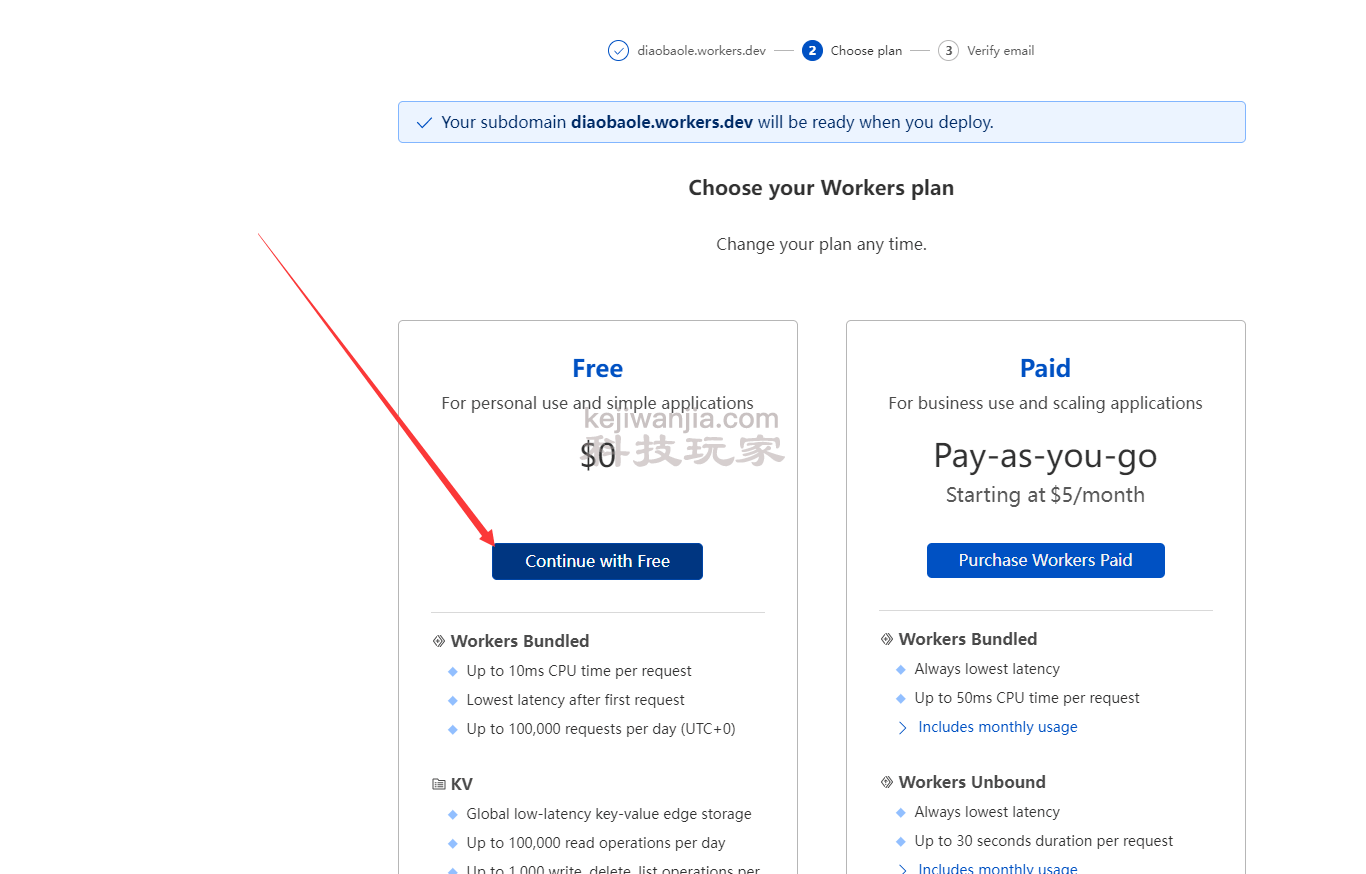 diaobaole.workers.dev
2 Choose plan
3 Verify email
Your subdomain diaobaole.workers.dev will be ready when you deploy.
Choose your Workers plan
Change your plan any time.
Free
For personal use and simple applications
kejiwanjia.com
科技玩家
$0
Continue with Free
Workers Bundled
Up to 10ms CPU time per request
Lowest latency after first request
Up to 100,000 requests per day (UTC+0)
KV
Global low-latency key-value edge storage
Up to 100,000 read operations per day
Up to 1,000 write, delete, list operations per
Paid
For business use and scaling applications
Pay-as-you-go
Starting at $5/month
Purchase Workers Paid
Workers Bundled
Always lowest latency
Up to 50ms CPU time per request
Includes monthly usage
Workers Unbound
Always lowest latency
Up to 30 seconds duration per request
Includes monthly usage